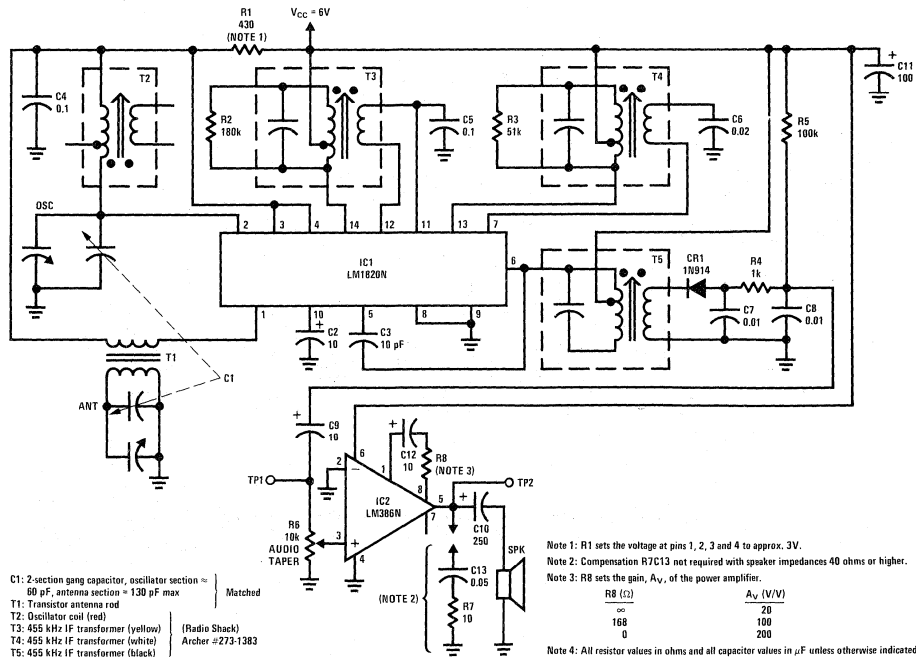 R1
430
(NOTE 1)
VCC = 6V
C4
0.1
T2
T3
R2
180k
C5
0.1
T4
R3
51k
C6
0.02
R5
100k
+
C11
100
OSC
2
3
4
14
12
11
13
7
IC1
LM1820N
6
T5
CR1
1N914
R4
1k
C7
0.01
C8
0.01
1
10
5
8
9
+
C2
10
C3
10 pF
T1
C1
ANT
+
C9
10
TP1
R6
10k
AUDIO
TAPER
6
2
−
1
+
C12
10
R8
(NOTE 3)
8
IC2
LM386N
5
7
3
+
4
TP2
+
C10
250
SPK
(NOTE 2)
C13
0.05
R7
10
C1: 2-section gang capacitor, oscillator section ≈
60 pF, antenna section ≈ 130 pF max
T1: Transistor antenna rod
Matched
T2: Oscillator coil (red)
T3: 455 kHz IF transformer (yellow)
T4: 455 kHz IF transformer (white)
T5: 455 kHz IF transformer (black)
(Radio Shack)
Archer #273-1383
Note 1: R1 sets the voltage at pins 1, 2, 3 and 4 to approx. 3V.
Note 2: Compensation R7C13 not required with speaker impedances 40 ohms or higher.
Note 3: R8 sets the gain, AV, of the power amplifier.
R8 (Ω) AV (V/V)
∞ 20
168 100
0 200
Note 4: All resistor values in ohms and all capacitor values in μF unless otherwise indicated